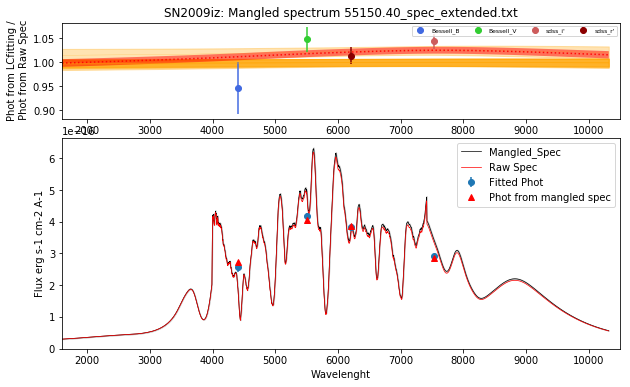 SN2009iz: Mangled spectrum 55150.40_spec_extended.txt
Phot from LCfitting /
Phot from Raw Spec
1.05
1.00
0.95
0.90
Bessell_B
Bessell_V
sdss_i'
sdss_r'
2000 3000 4000 5000 6000 7000 8000 9000 10000
1e−16
Flux erg s-1 cm-2 A-1
6
5
4
3
2
1
0
Mangled_Spec
Raw Spec
Fitted Phot
Phot from mangled spec
2000 3000 4000 5000 6000 7000 8000 9000 10000
Wavelenght